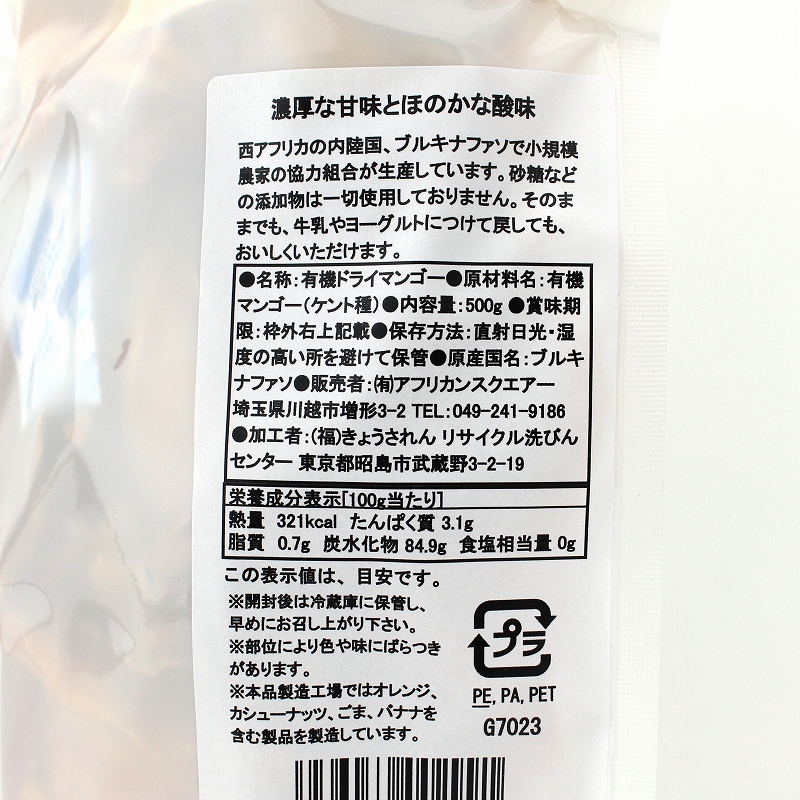 濃厚な甘味とほのかな酸味
西アフリカの内陸国、ブルキナファソで小規模
農家の協力組合が生産しています。砂糖など
の添加物は一切使用しておりません。そのま
までも、牛乳やヨーグルトにつけて戻しても、
おいしくいただけます。
●名称:有機ドライマンゴー●原材料名:有機
マンゴー(ケント種)●内容量:500g ●賞味期
限:枠外右上記載●保存方法:直射日光・湿
度の高い所を避けて保管●原産国名:ブルキ
ナファソ●販売者:㈲アフリカンスクエアー
埼玉県川越市増形3-2 TEL:049-241-9186
●加工者:(福)きょうされん リサイクル洗びん
センター 東京都昭島市武蔵野3-2-19
栄養成分表示[100g当たり]
熱量 321kcal たんぱく質 3.1g
脂質 0.7g 炭水化物 84.9g 食塩相当量 0g
この表示値は、目安です。
※開封後は冷蔵庫に保管し、
早めにお召し上がり下さい。
※部位により色や味にばらつき
があります。
※本品製造工場ではオレンジ、
カシューナッツ、ごま、バナナを
含む製品を製造しています。
プラ
PE, PA, PET
G7023